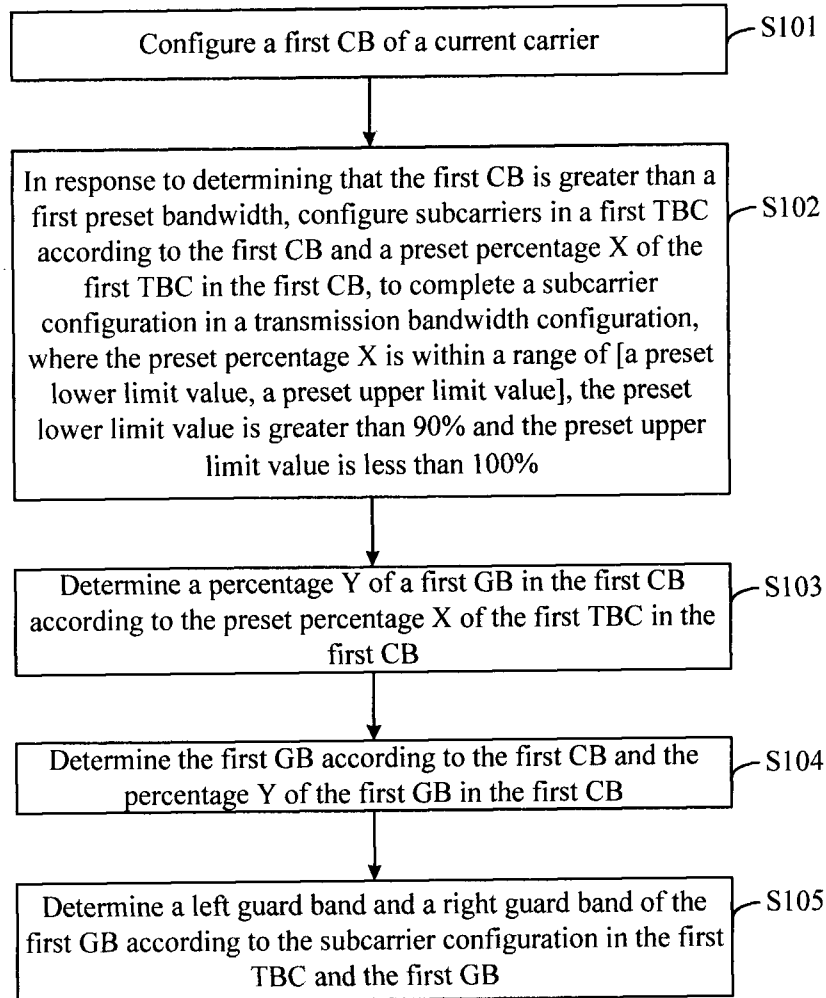 Configure a first CB of a current carrier
S101
In response to determining that the first CB is greater than a
first preset bandwidth, configure subcarriers in a first TBC
according to the first CB and a preset percentage X of the
first TBC in the first CB, to complete a subcarrier
configuration in a transmission bandwidth configuration,
where the preset percentage X is within a range of [a preset
lower limit value, a preset upper limit value], the preset
lower limit value is greater than 90% and the preset upper
limit value is less than 100%
S102
Determine a percentage Y of a first GB in the first CB
according to the preset percentage X of the first TBC in the
first CB
S103
Determine the first GB according to the first CB and the
percentage Y of the first GB in the first CB
S104
Determine a left guard band and a right guard band of the
first GB according to the subcarrier configuration in the first
TBC and the first GB
S105